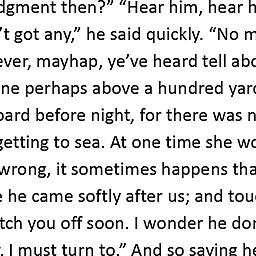 dgment then?” “Hear him, hear h
’t got any,” he said quickly. “No m
ever, mayhap, ye’ve heard tell abo
ne perhaps above a hundred yard
oard before night, for there was n
getting to sea. At one time she wo
wrong, it sometimes happens tha
e he came softly after us; and touc
tch you off soon. I wonder he don
, I must turn to.” And so saying he